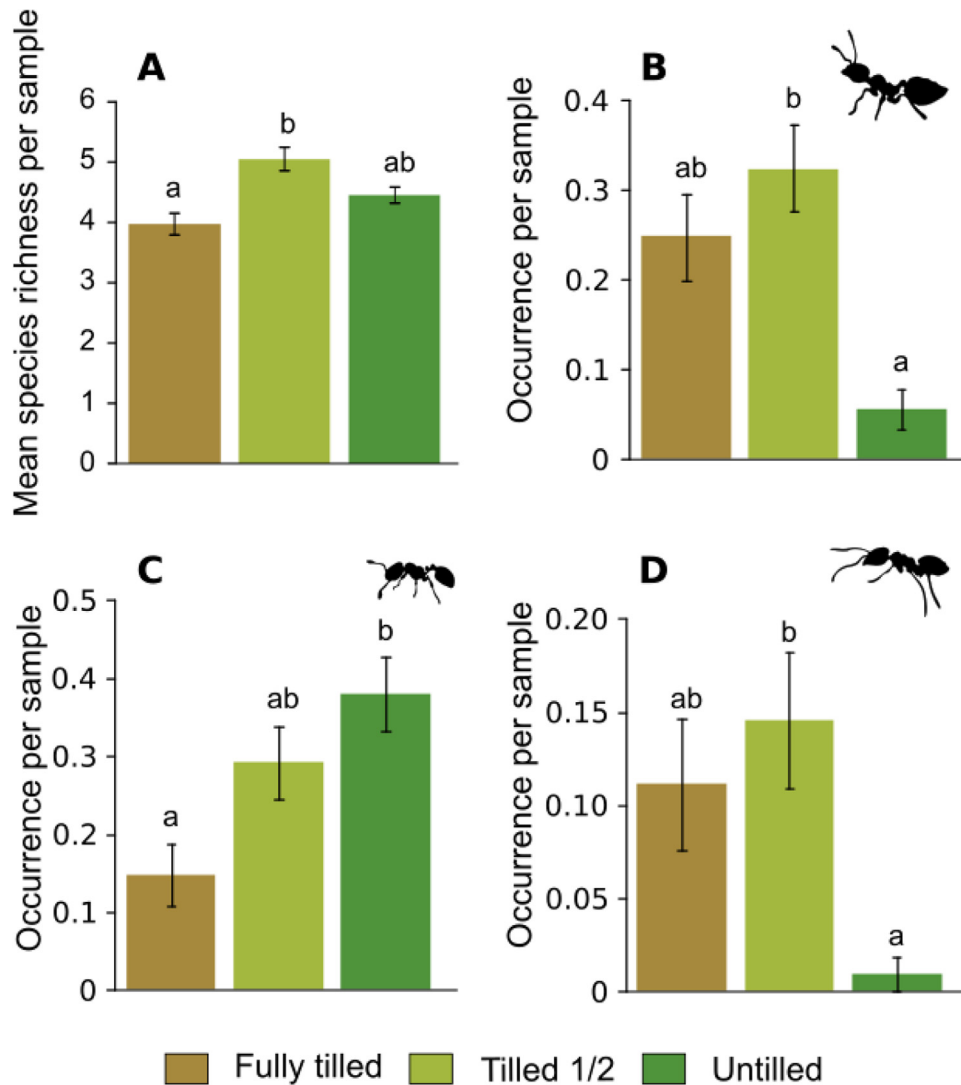 A
Mean species richness per sample
6
5
4
3
2
1
0
a
b
ab
B
Occurrence per sample
0.4
0.3
0.2
0.1
0
ab
b
a
C
Occurrence per sample
0.5
0.4
0.3
0.2
0.1
0
a
ab
b
D
Occurrence per sample
0.20
0.15
0.10
0.05
0
ab
b
a
Fully tilled
Tilled 1/2
Untilled